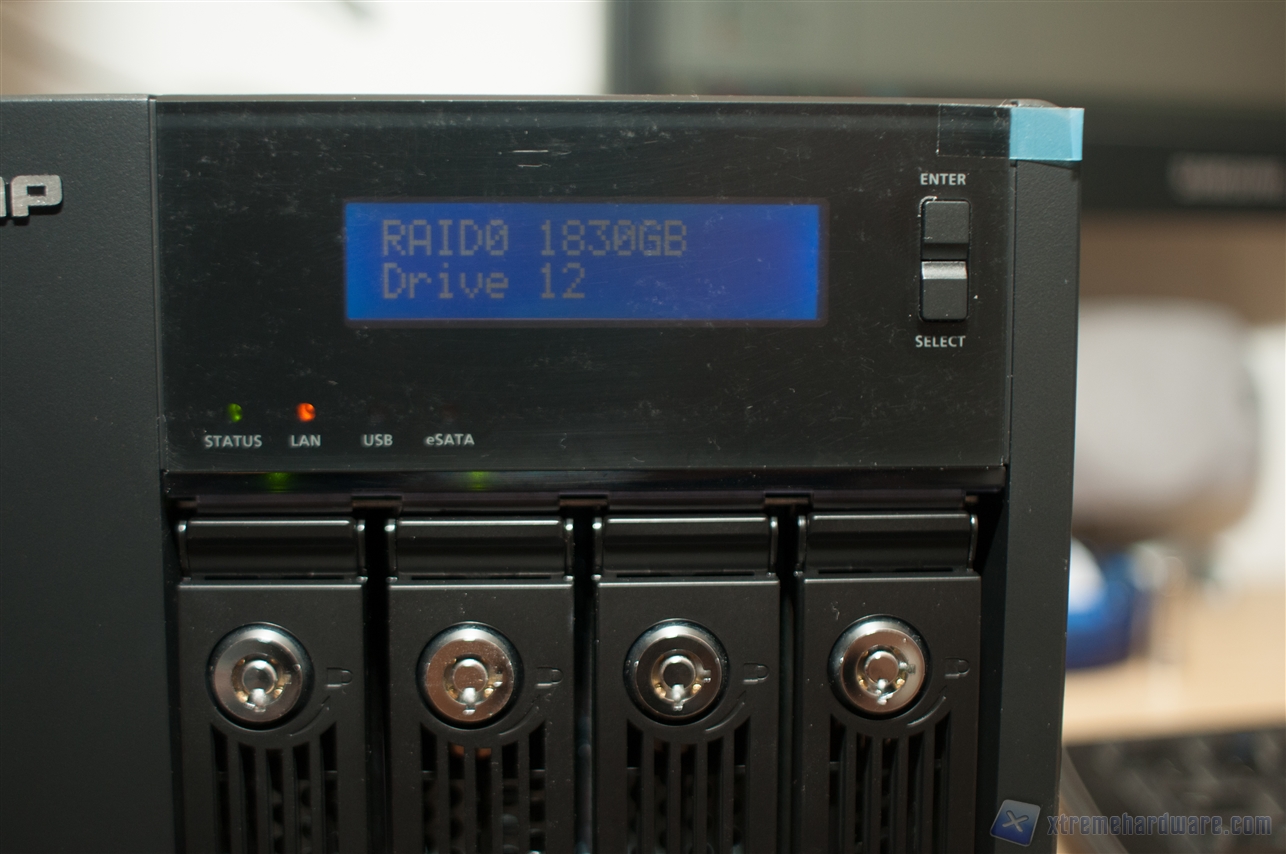 ENTER
RAID0 1830GB
Drive 12
SELECT
STATUS LAN USB eSATA
xtremehardware.com